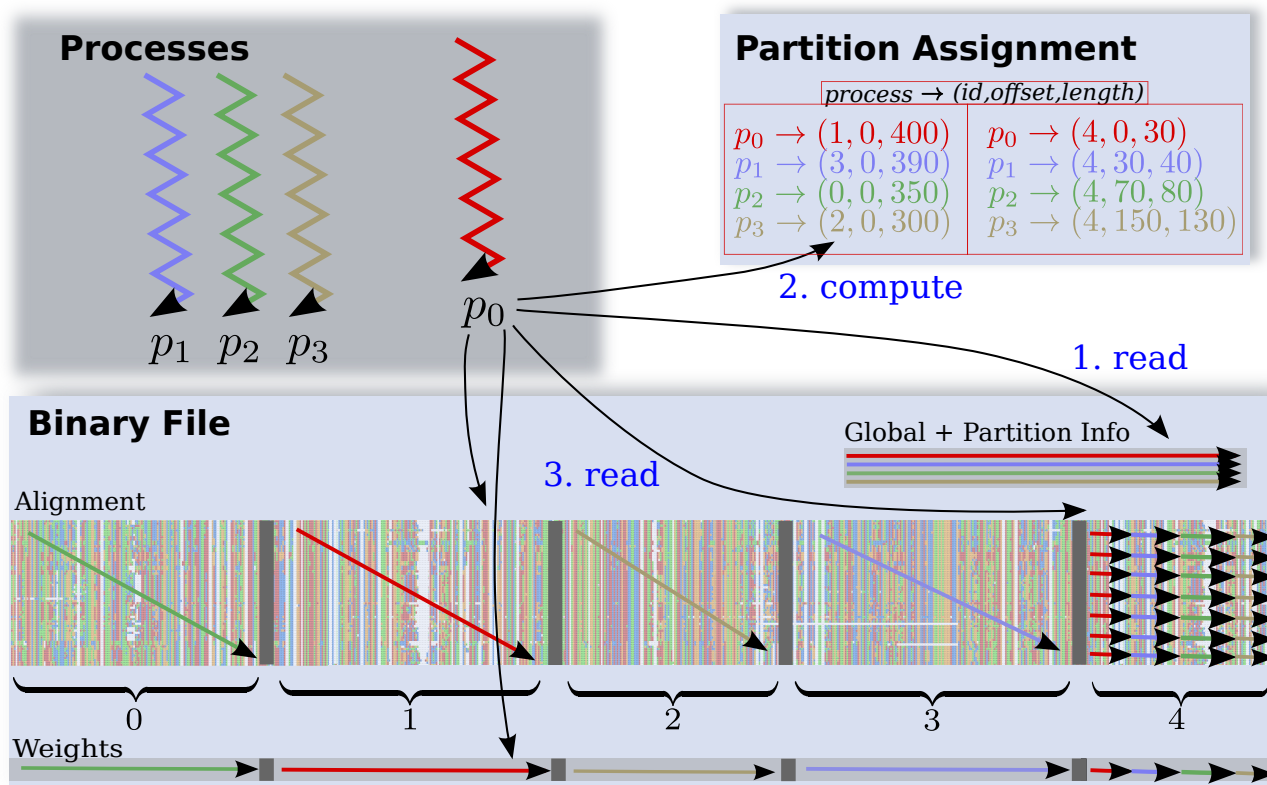 Processes
p0
p1 p2 p3
Partition Assignment
process → (id,offset,length)
p0 → (1, 0, 400)
p1 → (3, 0, 390)
p2 → (0, 0, 350)
p3 → (2, 0, 300)
p0 → (4, 0, 30)
p1 → (4, 30, 40)
p2 → (4, 70, 80)
p3 → (4, 150, 130)
2. compute
1. read
Binary File
Global + Partition Info
3. read
Alignment
0 1 2 3 4
Weights